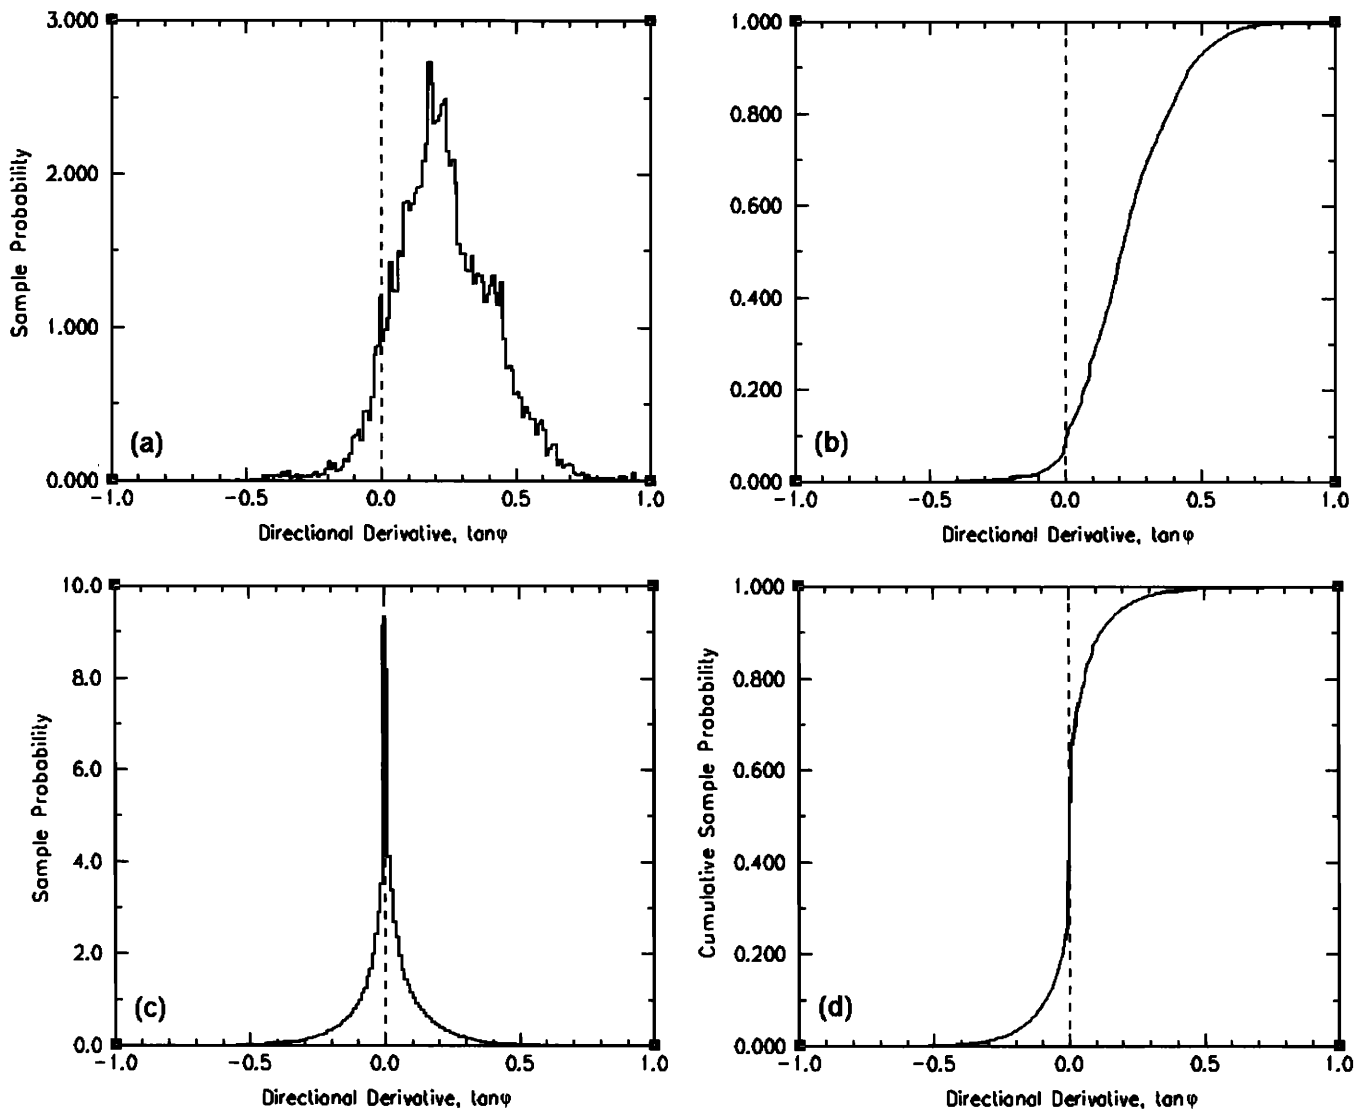 3.000
2.000
1.000
0.000
Sample Probability
(a)
-1.0 -0.5 0.0 0.5 1.0
Directional Derivative, tanφ
1.000
0.800
0.600
0.400
0.200
0.000
(b)
-1.0 -0.5 0.0 0.5 1.0
Directional Derivative, tanφ
10.0
8.0
6.0
4.0
2.0
0.0
Sample Probability
(c)
-1.0 -0.5 0.0 0.5 1.0
Directional Derivative, tanφ
1.000
0.800
0.600
0.400
0.200
0.000
Cumulative Sample Probability
(d)
-1.0 -0.5 0.0 0.5 1.0
Directional Derivative, tanφ